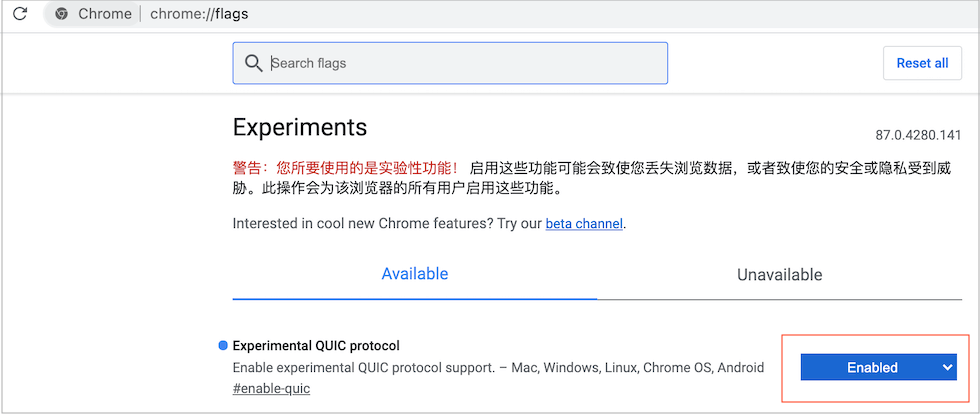 Chrome | chrome://flags
Search flags
Reset all
Experiments
87.0.4280.141
警告：您所要使用的是实验性功能！ 启用这些功能可能会致使您丢失浏览数据，或者致使您的安全或隐私受到威
胁。此操作会为该浏览器的所有用户启用这些功能。
Interested in cool new Chrome features? Try our beta channel.
Available
Unavailable
Experimental QUIC protocol
Enable experimental QUIC protocol support. – Mac, Windows, Linux, Chrome OS, Android
Enabled
#enable-quic